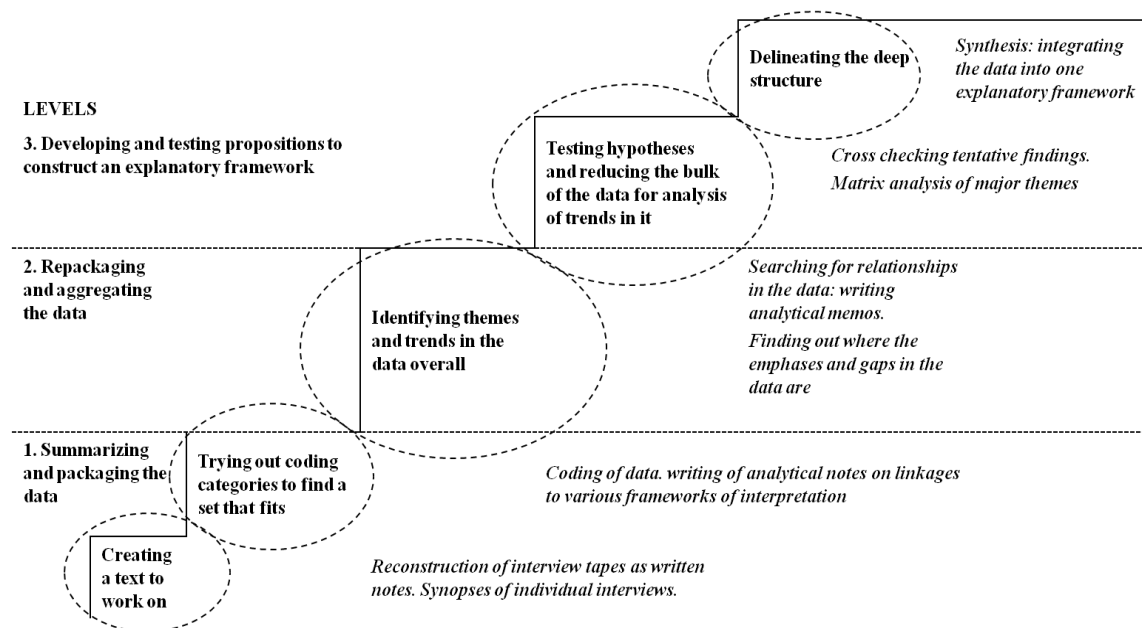 Delineating the deep
structure
Synthesis: integrating
the data into one
explanatory framework
LEVELS
3. Developing and testing propositions to
construct an explanatory framework
Testing hypotheses
and reducing the bulk
of the data for analysis
of trends in it
Cross checking tentative findings.
Matrix analysis of major themes
2. Repackaging
and aggregating
the data
Identifying themes
and trends in the
data overall
Searching for relationships
in the data: writing
analytical memos.
Finding out where the
emphases and gaps in the
data are
1. Summarizing
and packaging the
data
Trying out coding
categories to find a
set that fits
Coding of data. writing of analytical notes on linkages
to various frameworks of interpretation
Creating
a text to
work on
Reconstruction of interview tapes as written
notes. Synopses of individual interviews.